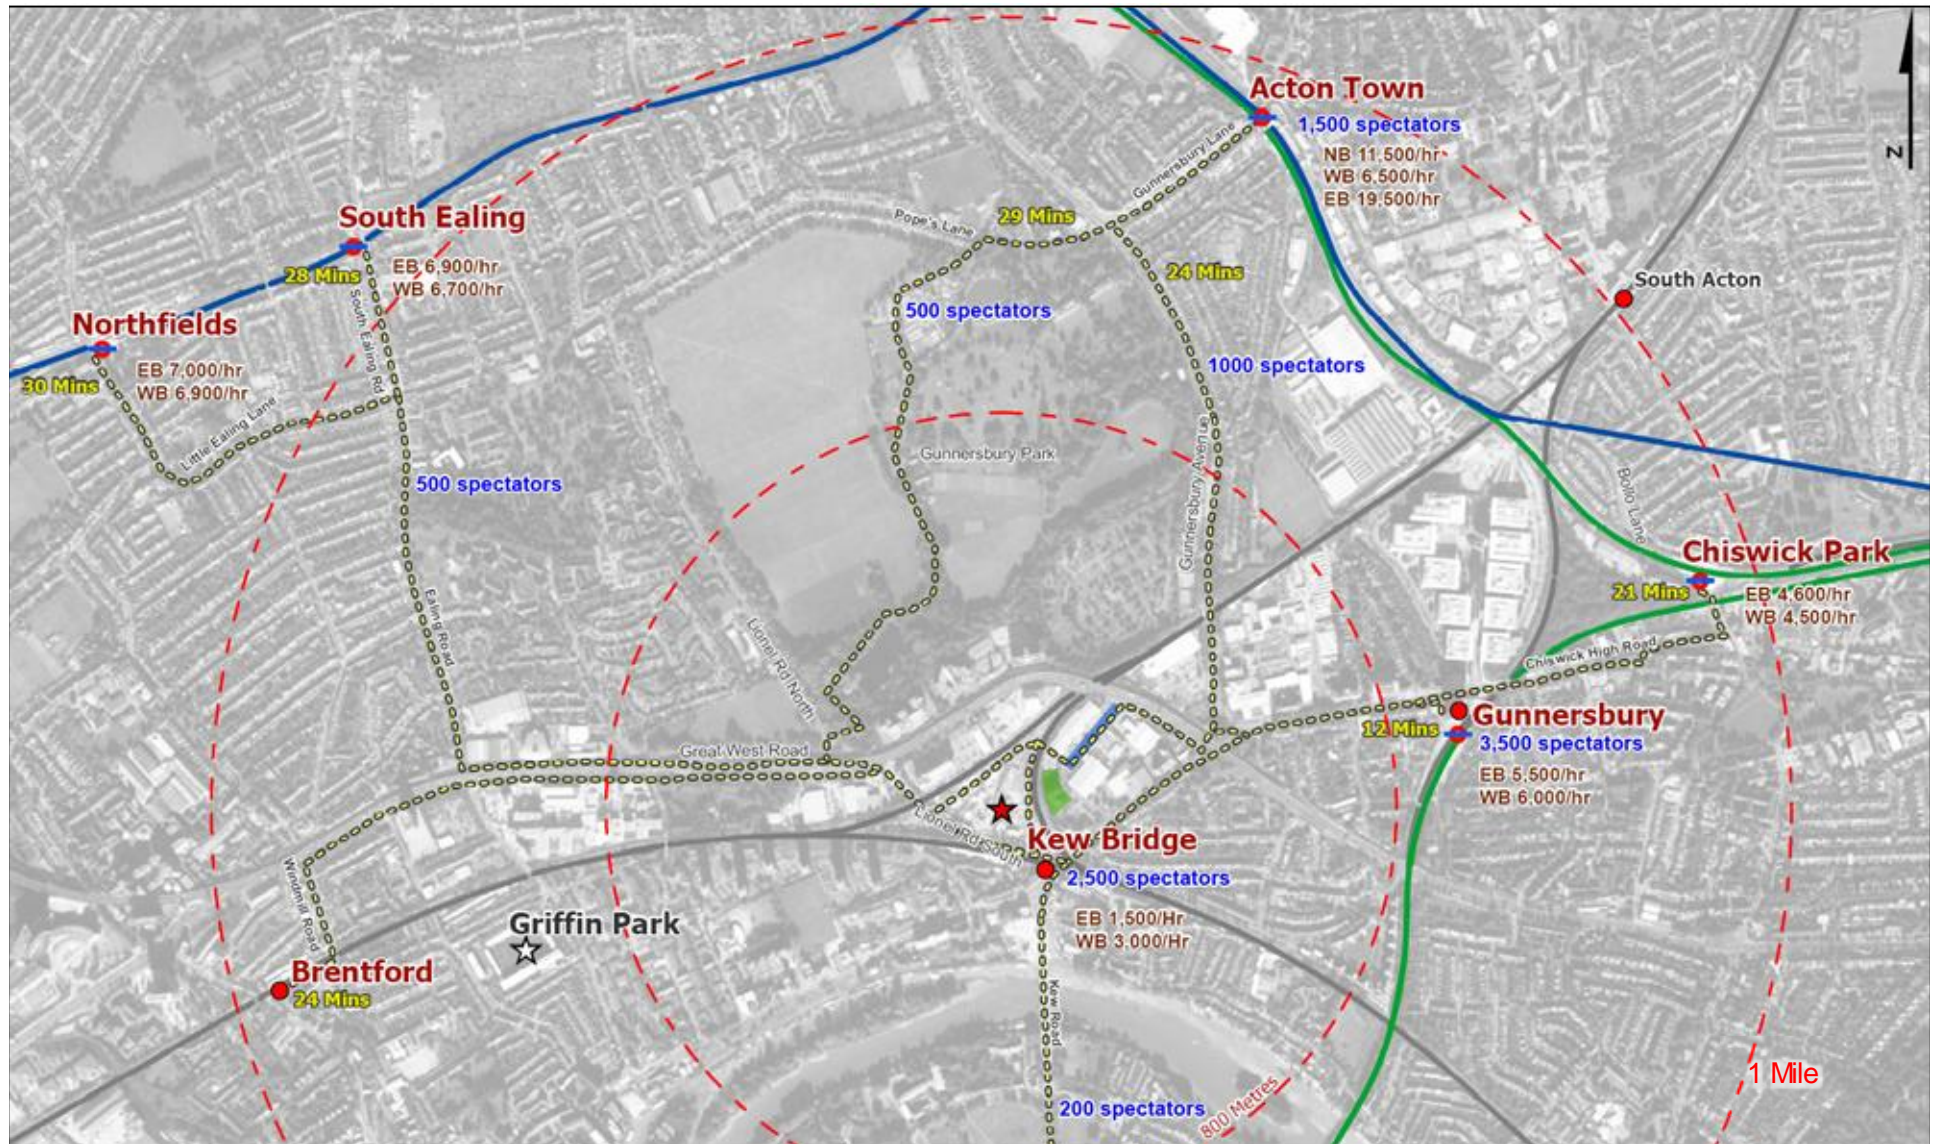 Acton Town
1,500 spectators
NB 11,500/hr
WB 6,500/hr
EB 19,500/hr
Z
Gunnersbury Lane
South Ealing
28 Mins
EB 6,900/hr
WB 6,700/hr
South Ealing Rd
Pope's Lane
29 Mins
24 Mins
South Acton
500 spectators
Northfields
30 Mins
EB 7,000/hr
WB 6,900/hr
Little Ealing Lane
1000 spectators
Gunnersbury Park
Gunnersbury Avenue
500 spectators
Bollo Lane
Chiswick Park
21 Mins
EB 4,600/hr
WB 4,500/hr
Ealing Road
Lionel Rd North
Chiswick High Road
Great West Road
12 Mins
Gunnersbury
3,500 spectators
EB 5,500/hr
WB 6,000/hr
Lionel Rd South
Kew Bridge
2,500 spectators
EB 1,500/Hr
WB 3,000/Hr
Windmill Road
Griffin Park
Brentford
24 Mins
Kew Road
200 spectators
800 Metres
1 Mile